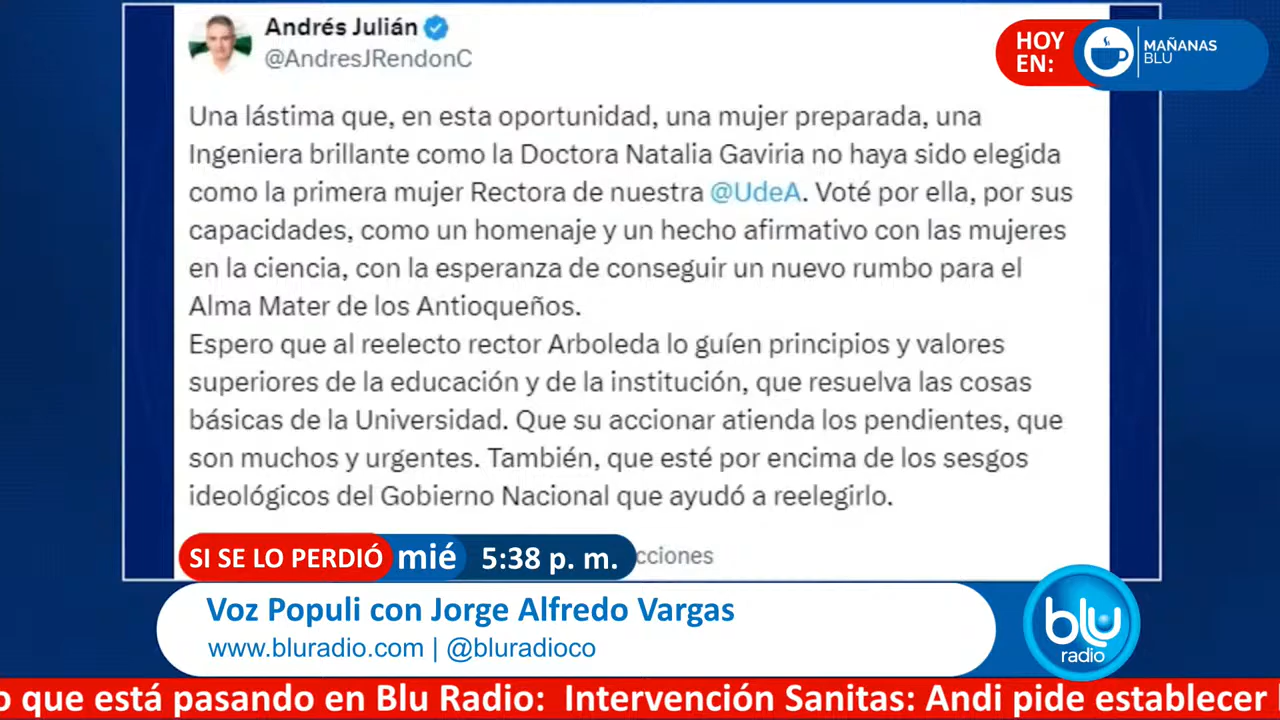 Andrés Julián
@AndresJRendonC
HOY
EN:
MAÑANAS
BLU
Una lástima que, en esta oportunidad, una mujer preparada, una
Ingeniera brillante como la Doctora Natalia Gaviria no haya sido elegida
como la primera mujer Rectora de nuestra @UdeA. Voté por ella, por sus
capacidades, como un homenaje y un hecho afirmativo con las mujeres
en la ciencia, con la esperanza de conseguir un nuevo rumbo para el
Alma Mater de los Antioqueños.
Espero que al reelecto rector Arboleda lo guíen principios y valores
superiores de la educación y de la institución, que resuelva las cosas
básicas de la Universidad. Que su accionar atienda los pendientes, que
son muchos y urgentes. También, que esté por encima de los sesgos
ideológicos del Gobierno Nacional que ayudó a reelegirlo.
SI SE LO PERDIÓ mié 5:38 p. m. cciones
Voz Populi con Jorge Alfredo Vargas
www.bluradio.com | @bluradioco
blu
radio
o que está pasando en Blu Radio: Intervención Sanitas: Andi pide establecer